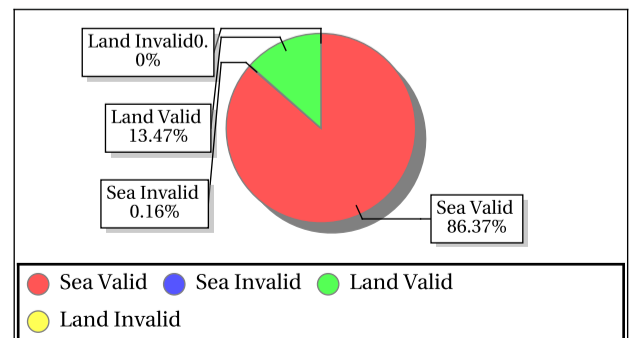 Land Invalid0.
0%
Land Valid
13.47%
Sea Invalid
0.16%
Sea Valid
86.37%
Sea Valid
Sea Invalid
Land Valid
Land Invalid